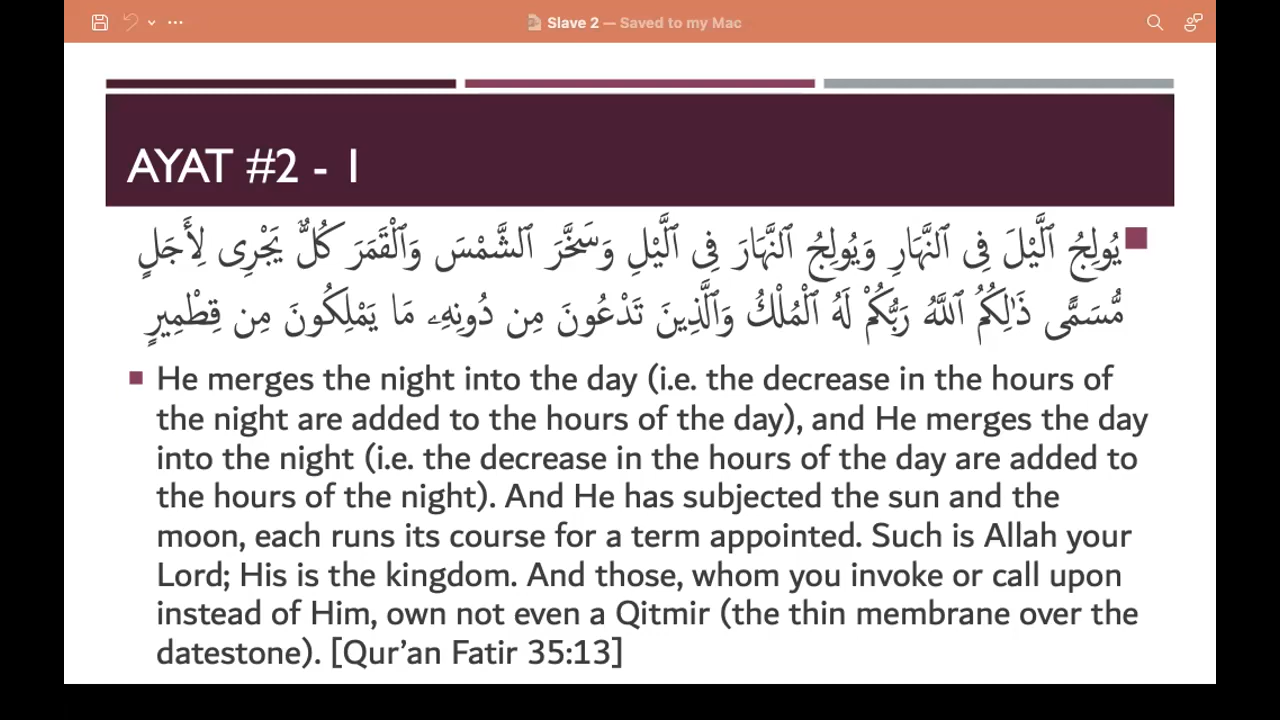 Slave 2 — Saved to my Mac
AYAT #2 - 1
يُولِجُ ٱلَّيْلَ فِى ٱلنَّهَارِ وَيُولِجُ ٱلنَّهَارَ فِى ٱلَّيْلِ وَسَخَّرَ ٱلشَّمْسَ وَٱلْقَمَرَ كُلٌّ يَجْرِى لِأَجَلٍ
مُّسَمًّى ذَٰلِكُمُ ٱللَّهُ رَبُّكُمْ لَهُ ٱلْمُلْكُ وَٱلَّذِينَ تَدْعُونَ مِن دُونِهِۦ مَا يَمْلِكُونَ مِن قِطْمِيرٍ
He merges the night into the day (i.e. the decrease in the hours of
the night are added to the hours of the day), and He merges the day
into the night (i.e. the decrease in the hours of the day are added to
the hours of the night). And He has subjected the sun and the
moon, each runs its course for a term appointed. Such is Allah your
Lord; His is the kingdom. And those, whom you invoke or call upon
instead of Him, own not even a Qitmir (the thin membrane over the
datestone). [Qur’an Fatir 35:13]